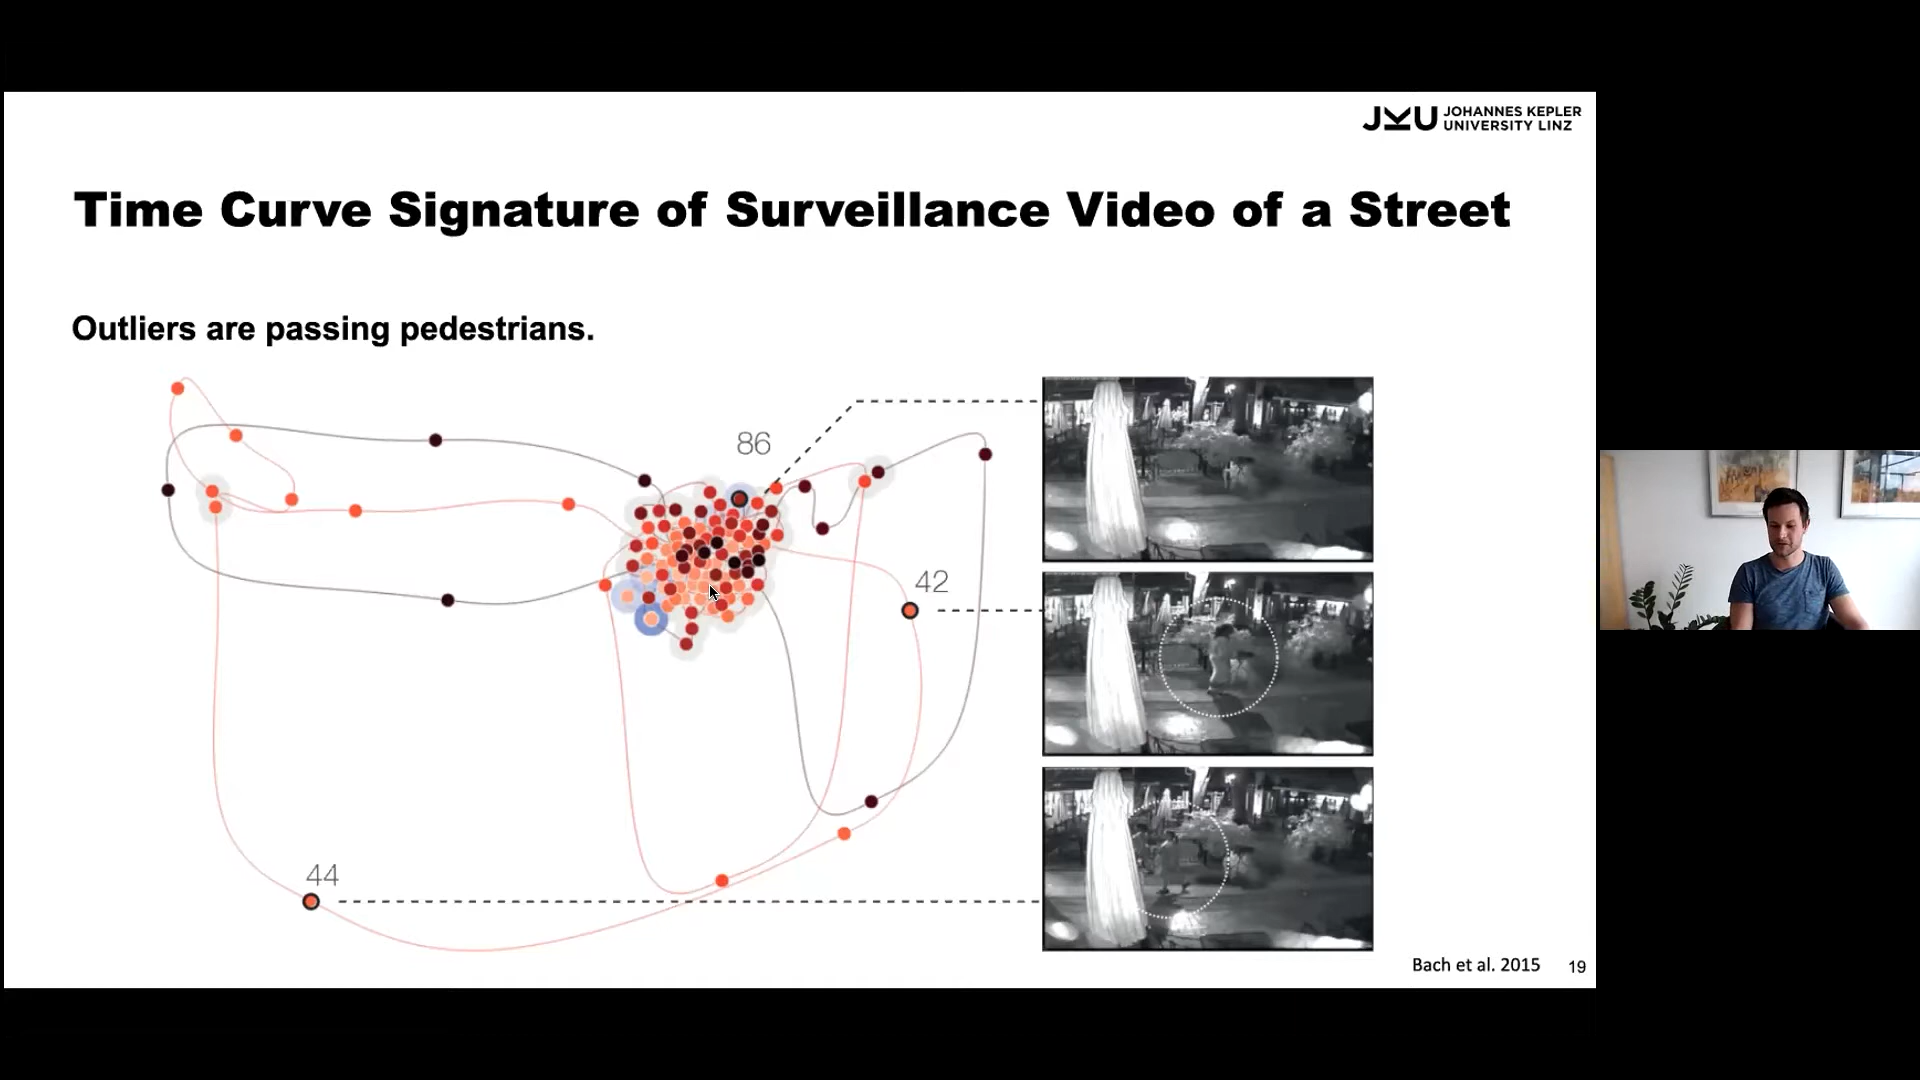 JKU JOHANNES KEPLER
UNIVERSITY LINZ
Time Curve Signature of Surveillance Video of a Street
Outliers are passing pedestrians.
86
42
44
Bach et al. 2015
19